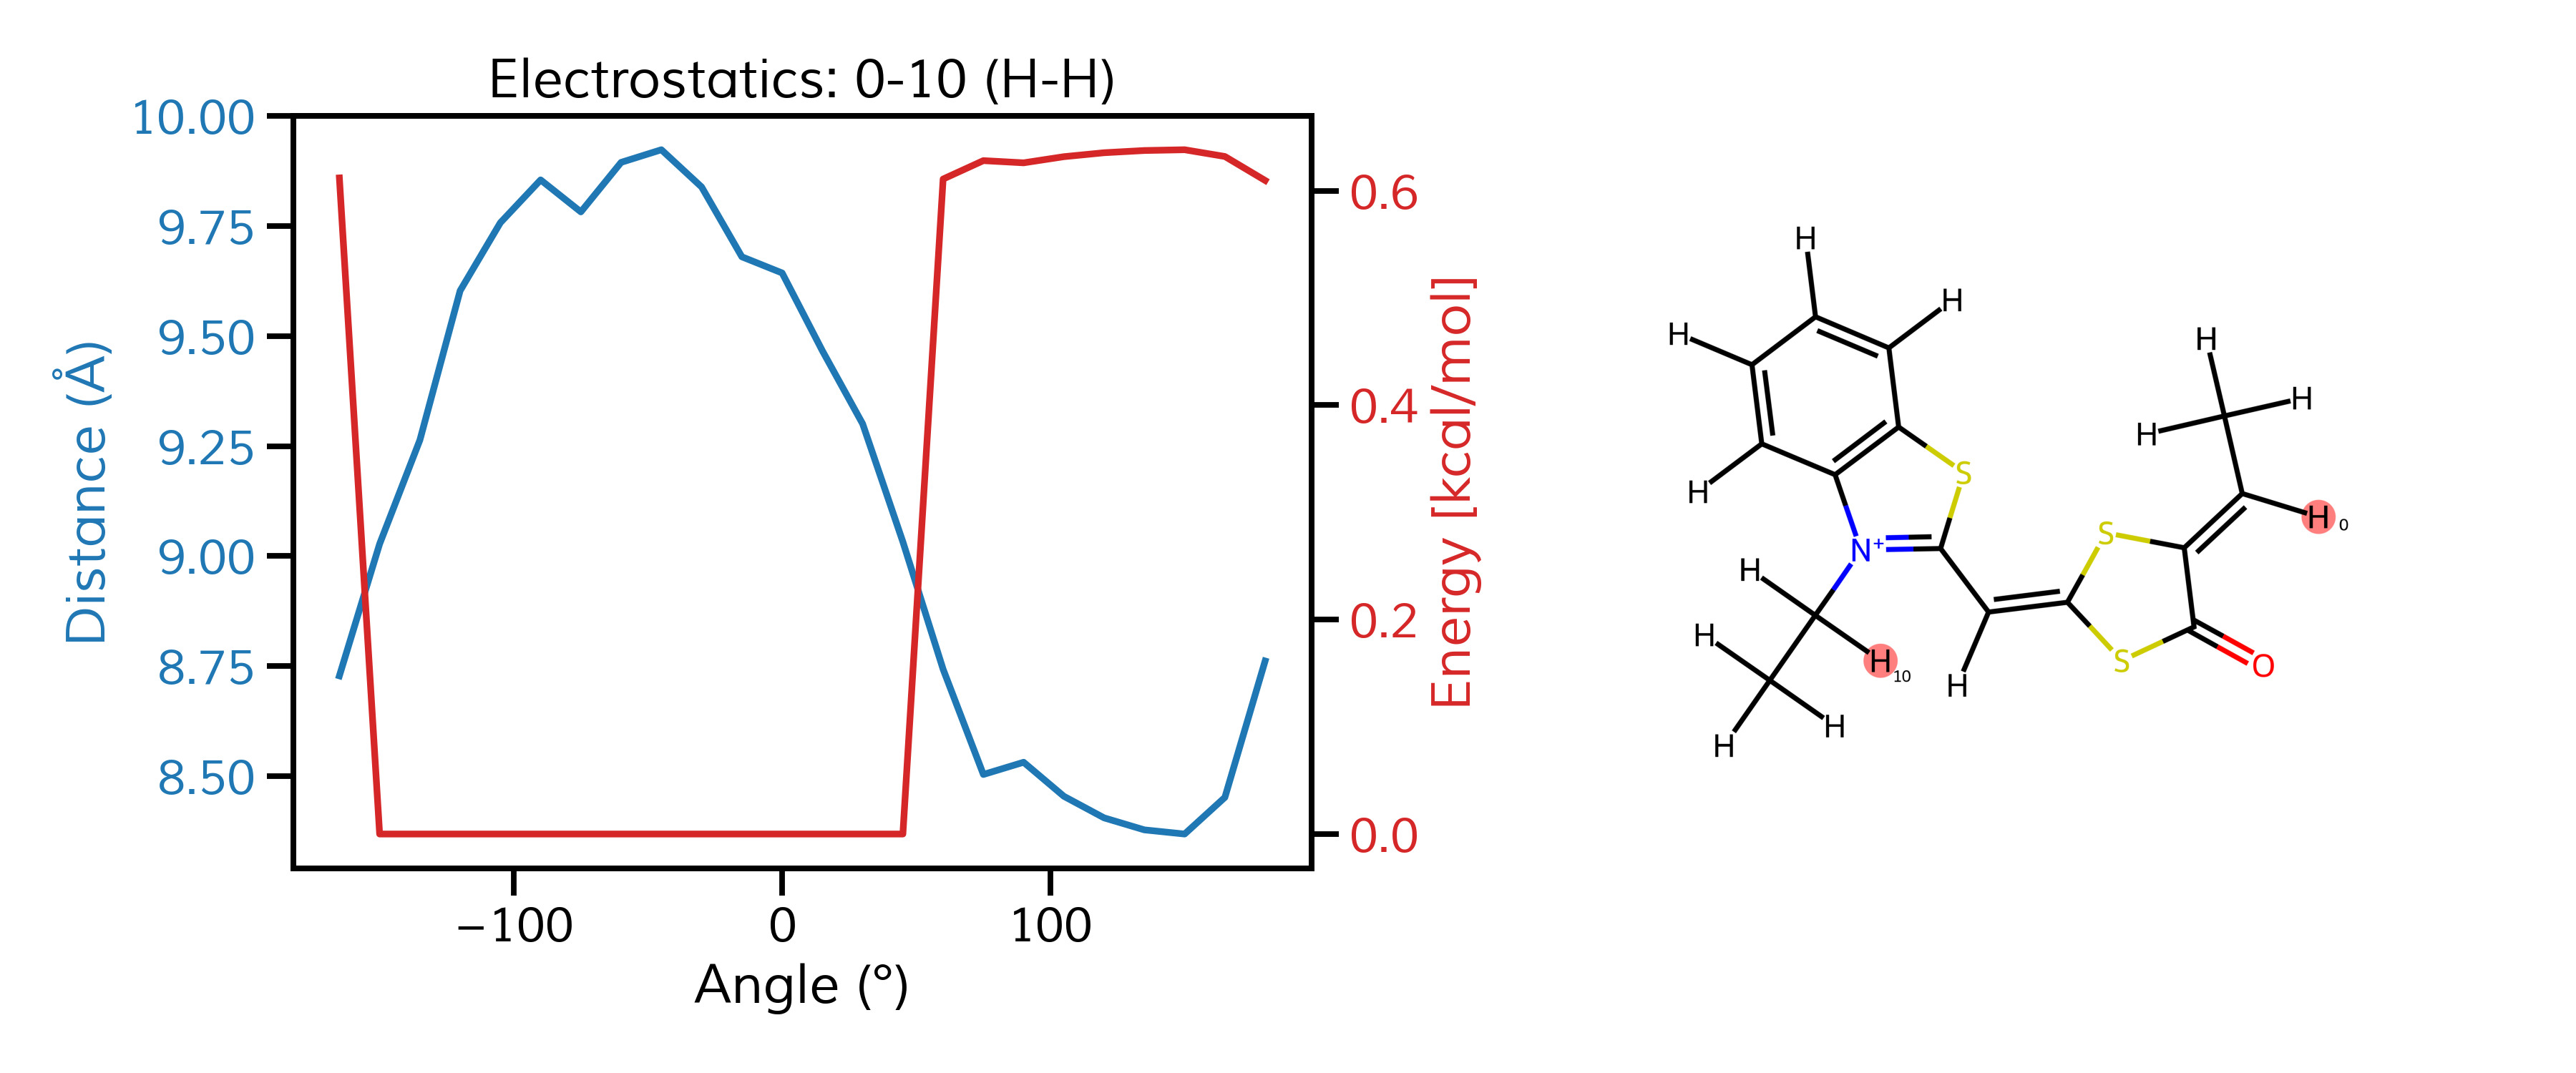 Electrostatics: 0-10 (H-H)
10.00
9.75
9.50
9.25
9.00
8.75
8.50
Distance (Å)
0.6
0.4
0.2
0.0
Energy [kcal/mol]
−100
0
100
Angle (°)
H
H
H
H
H
H
H
S
H 0
S
N+
H
H
S
O
H 10
H
H
H